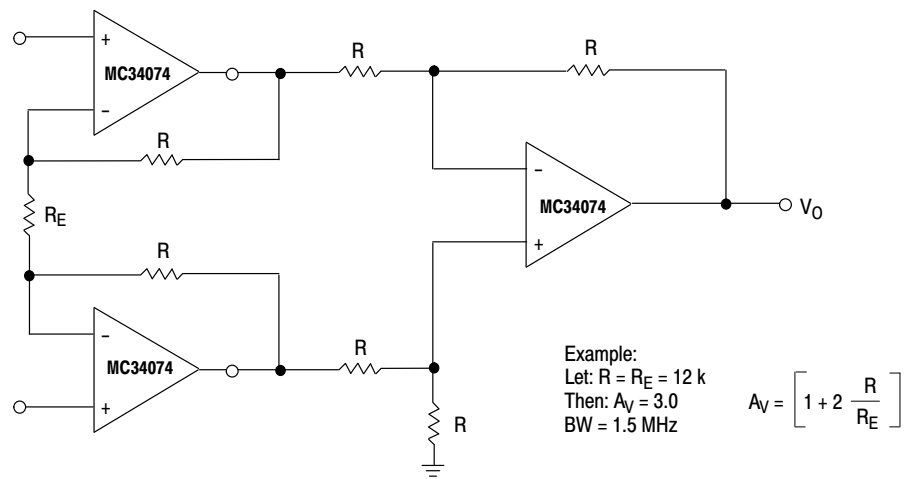 +
MC34074
-
R
R
R
R_E
R
-
MC34074
+
V_O
-
MC34074
+
R
R
Example:
Let: R = R_E = 12 k
Then: A_V = 3.0
BW = 1.5 MHz
A_V = [1 + 2 R/R_E]